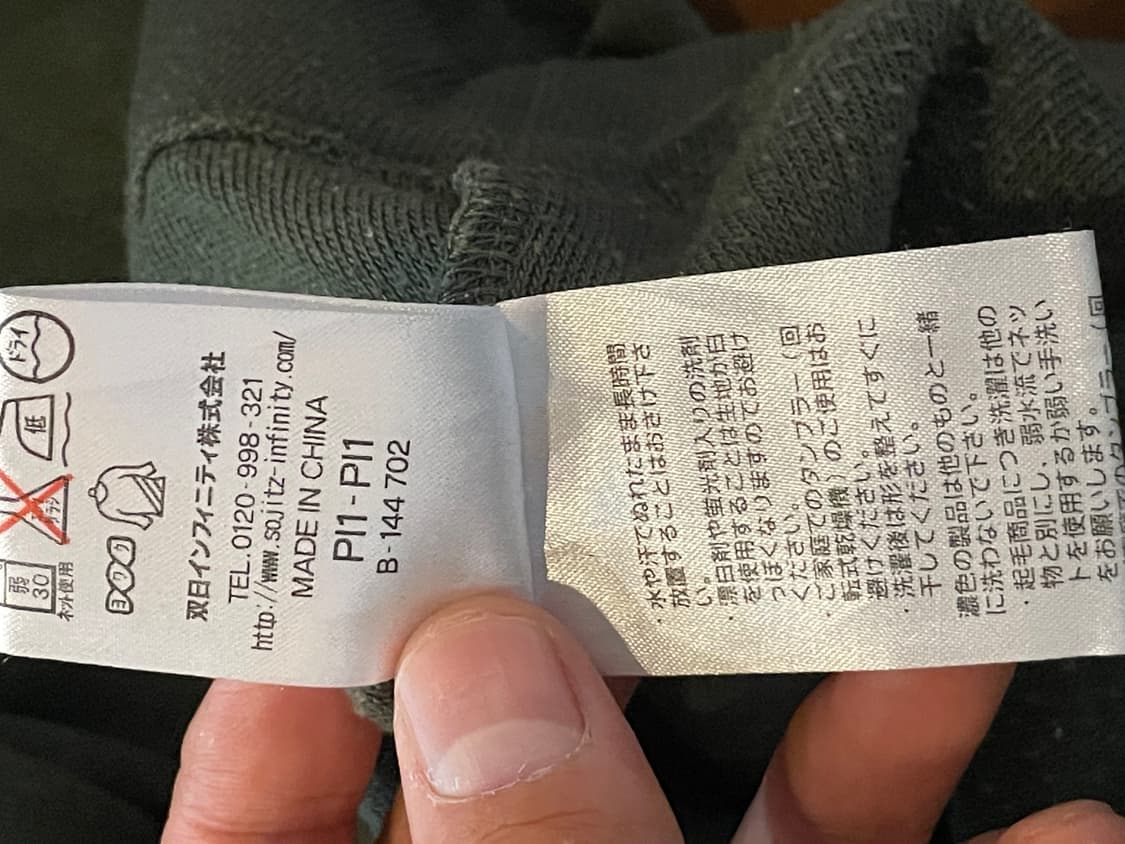 弱
30
ネット使用
低
ドライ
双日インフィニティ株式会社
TEL.0120-998-321
http://www.sojitz-infinity.com/
MADE IN CHINA
PI1-PI1
B-144702
・水や汗でぬれたまま長時間
放置することはおさけ下さ
い。
・漂白剤や蛍光剤入りの洗剤
を使用することは生地が白
っぽくなりますのでお避け
ください。
・ご家庭でのタンブラー（回
転式乾燥機）のご使用はお
避けください。
・洗濯後は形を整えてすぐに
干してください。
濃色の製品は他のものと一緒
に洗わないで下さい。
・起毛商品につき洗濯は他の
物と別にし、弱水流でネッ
トを使用するか弱い手洗い
をお願いします。